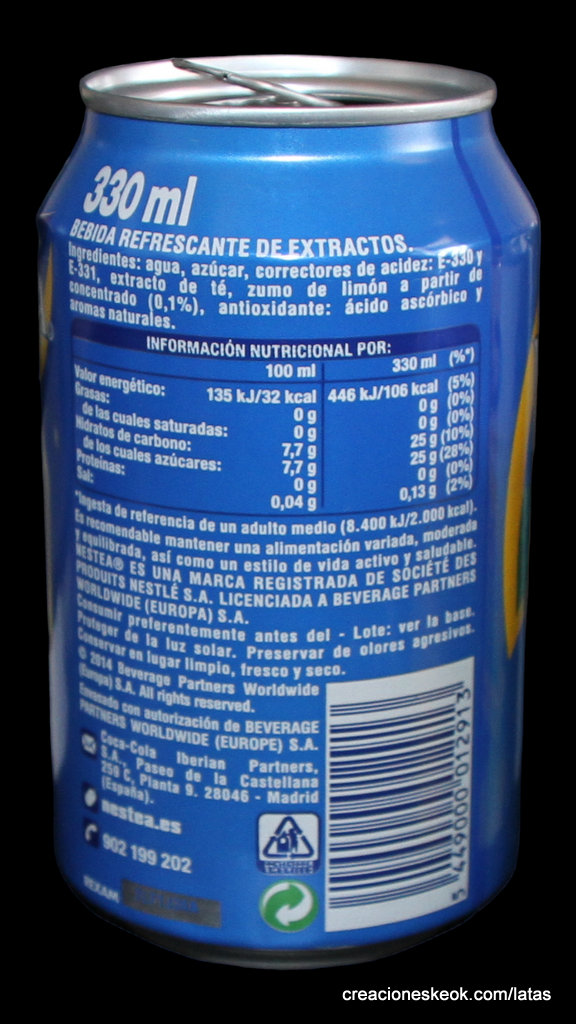 330 ml
BEBIDA REFRESCANTE DE EXTRACTOS.
Ingredientes: agua, azúcar, correctores de acidez: E-330 y
E-331, extracto de té, zumo de limón a partir de
concentrado (0,1%), antioxidante: ácido ascórbico y
aromas naturales.
INFORMACIÓN NUTRICIONAL POR:
100 ml 330 ml (%*)
Valor energético: 135 kJ/32 kcal 446 kJ/106 kcal (5%)
Grasas: 0 g 0 g (0%)
de las cuales saturadas: 0 g 0 g (0%)
Hidratos de carbono: 7,7 g 25 g (10%)
de los cuales azúcares: 7,7 g 25 g (28%)
Proteínas: 0 g 0 g (0%)
Sal: 0,04 g 0,13 g (2%)
*Ingesta de referencia de un adulto medio (8.400 kJ/2.000 kcal).
Es recomendable mantener una alimentación variada, moderada
y equilibrada, así como un estilo de vida activo y saludable.
NESTEA® ES UNA MARCA REGISTRADA DE SOCIÉTÉ DES
PRODUITS NESTLÉ S.A. LICENCIADA A BEVERAGE PARTNERS
WORLDWIDE (EUROPA) S.A.
Consumir preferentemente antes del - Lote: ver la base.
Proteger de la luz solar. Preservar de olores agresivos.
Conservar en lugar limpio, fresco y seco.
© 2014 Beverage Partners Worldwide
(Europa) S.A. All rights reserved.
Envasado con autorización de BEVERAGE
PARTNERS WORLDWIDE (EUROPE) S.A.
Coca-Cola Iberian Partners,
S.A., Paseo de la Castellana
259 C, Planta 9. 28046 - Madrid
(España).
nestea.es
902 199 202
REXAM
5 449000 012913
creacioneskeok.com/latas